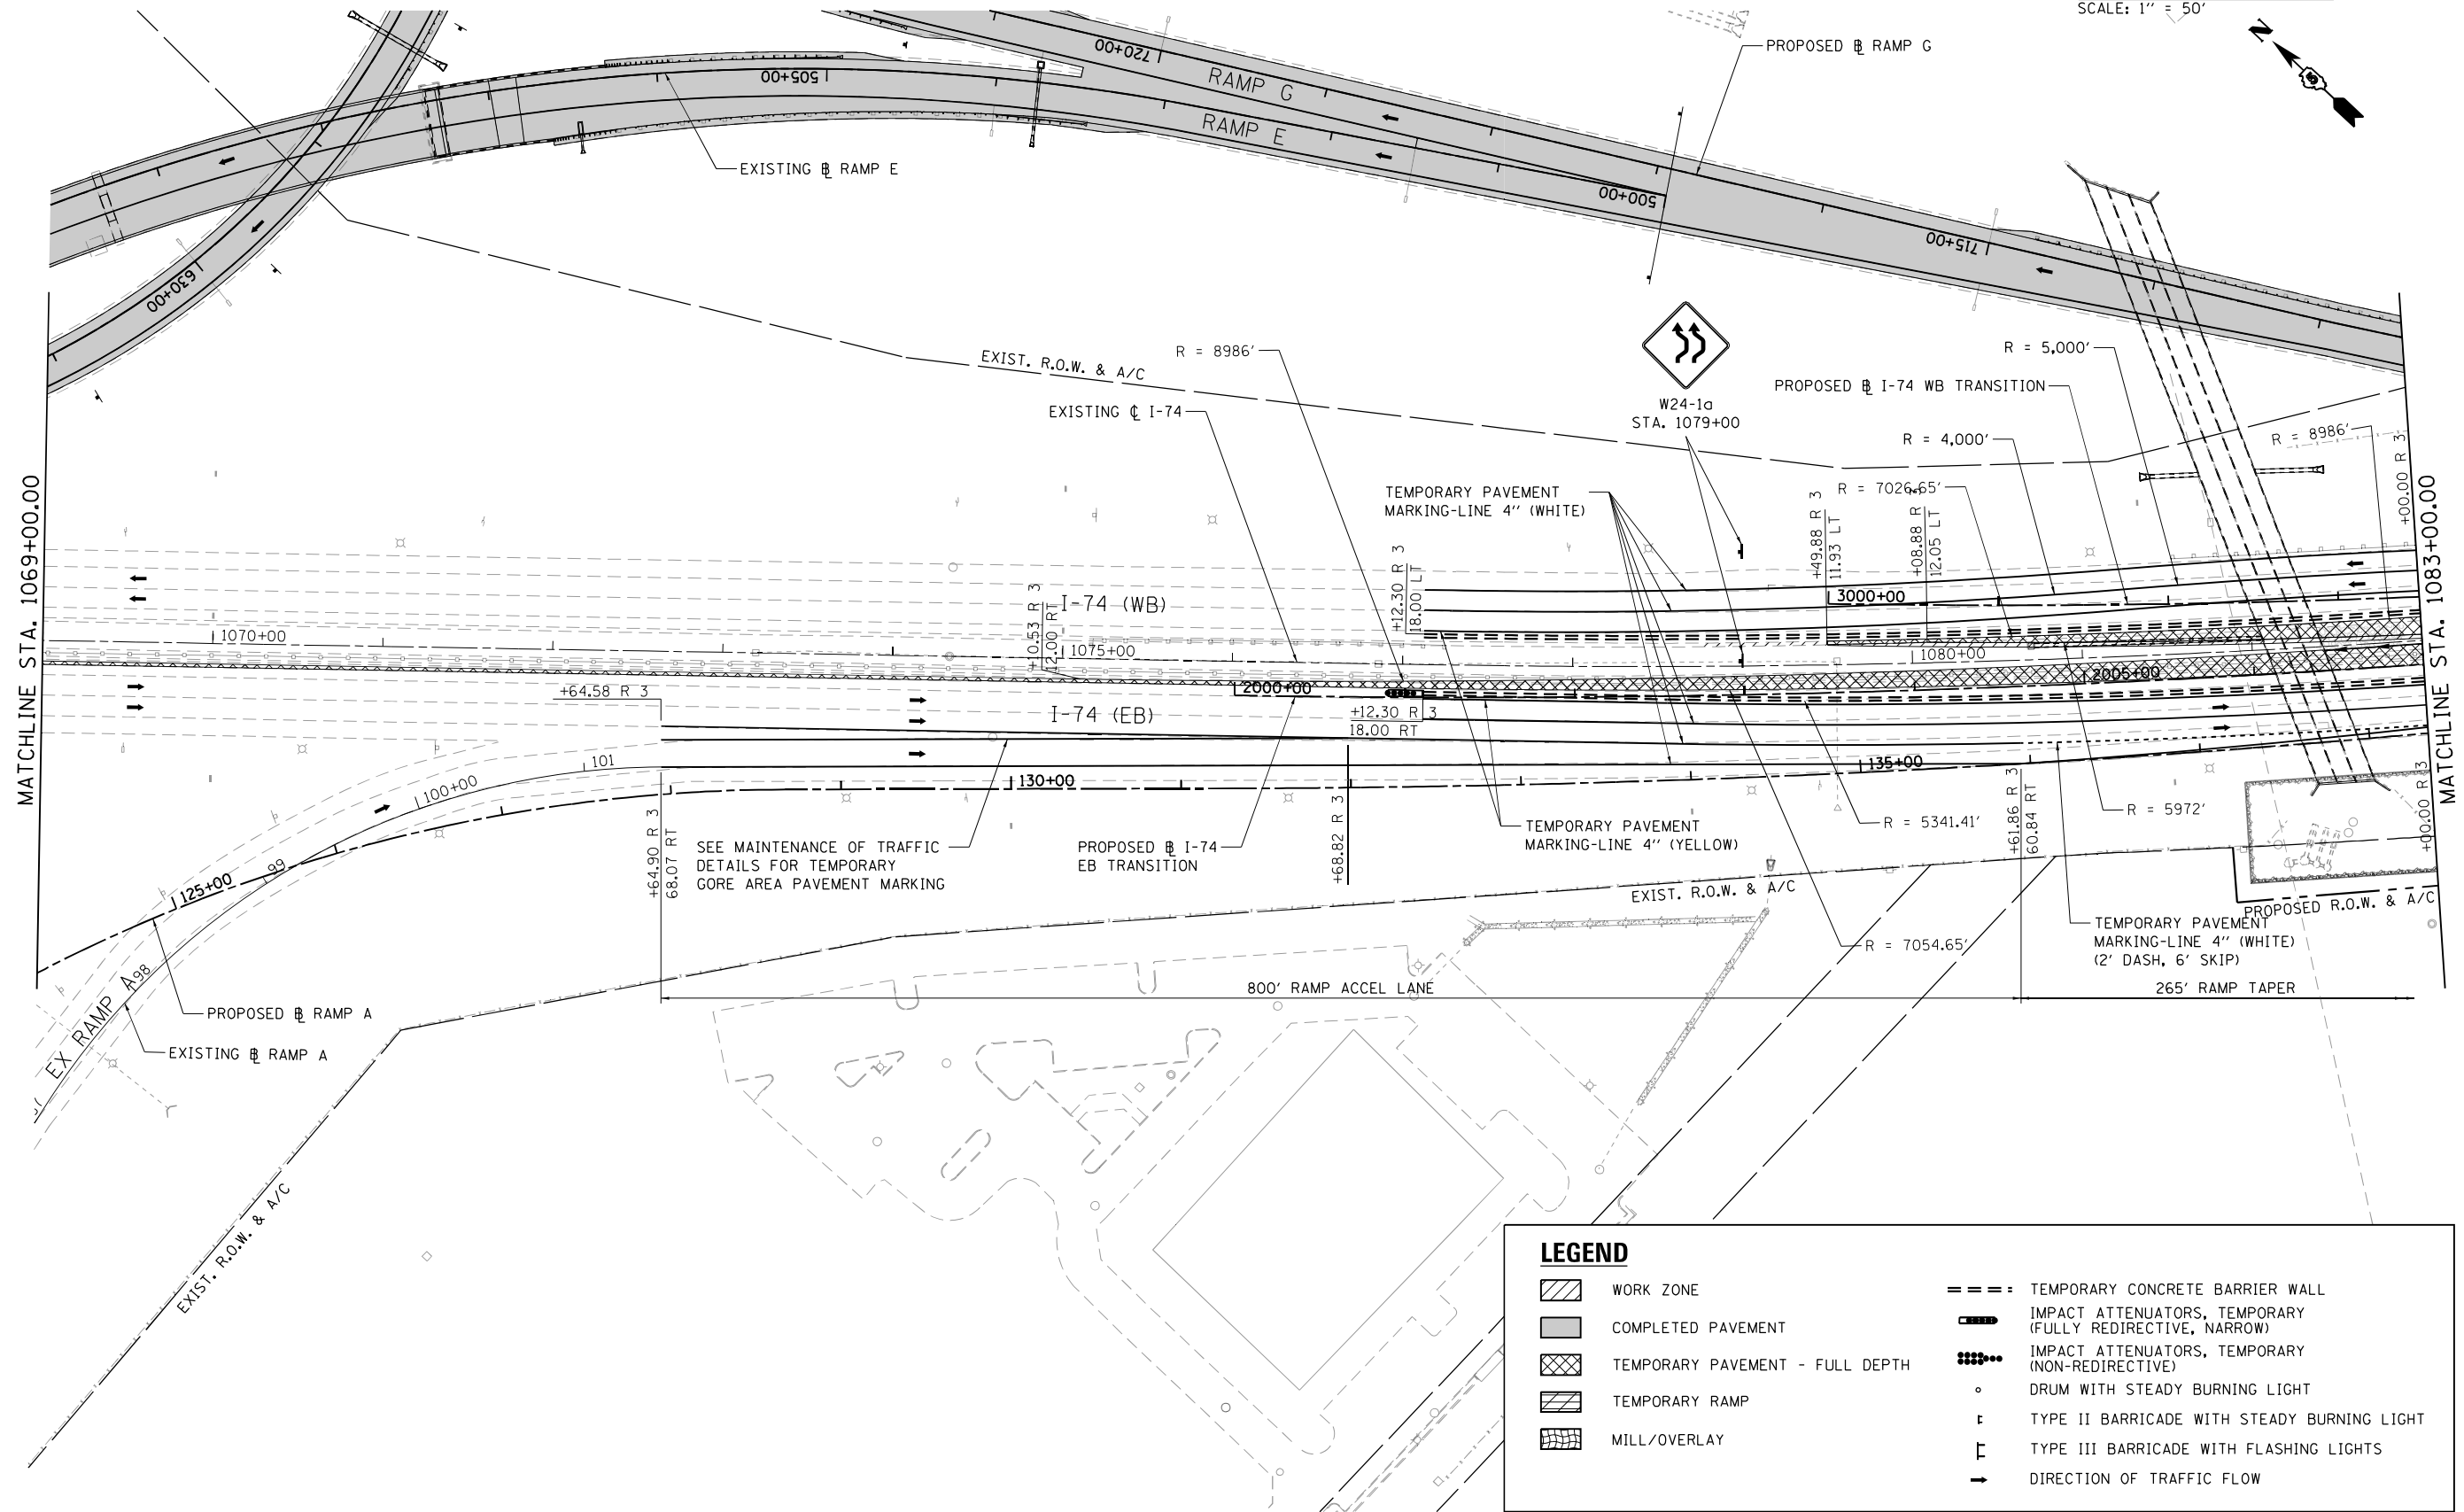 SCALE: 1'' = 50'
N
720+00
RAMP G
PROPOSED ℄ RAMP G
505+00
RAMP E
EXISTING ℄ RAMP E
500+00
715+00
630+00
EXIST. R.O.W. & A/C
R = 8986'
EXISTING ℄ I-74
W24-1a
STA. 1079+00
R = 5,000'
PROPOSED ℄ I-74 WB TRANSITION
R = 4,000'
R = 8986'
R = 7026.65'
TEMPORARY PAVEMENT
MARKING-LINE 4'' (WHITE)
MATCHLINE STA. 1069+00.00
MATCHLINE STA. 1083+00.00
+00.00 R 3
+49.88 R 3
11.93 LT
+08.88 R 3
12.05 LT
+12.30 R 3
18.00 LT
+10.53 R 3
12.00 RT
I-74 (WB)
3000+00
1070+00
1075+00
1080+00
2000+00
2005+00
+64.58 R 3
I-74 (EB)
+12.30 R 3
18.00 RT
101
100+00
99
125+00
130+00
135+00
98
+64.90 R 3
68.07 RT
SEE MAINTENANCE OF TRAFFIC
DETAILS FOR TEMPORARY
GORE AREA PAVEMENT MARKING
PROPOSED ℄ I-74
EB TRANSITION
+68.82 R 3
TEMPORARY PAVEMENT
MARKING-LINE 4'' (YELLOW)
R = 5341.41'
+61.86 R 3
60.84 RT
R = 5972'
+00.00 R 3
EXIST. R.O.W. & A/C
PROPOSED R.O.W. & A/C
R = 7054.65'
TEMPORARY PAVEMENT
MARKING-LINE 4'' (WHITE)
(2' DASH, 6' SKIP)
800' RAMP ACCEL LANE
265' RAMP TAPER
EX RAMP A
PROPOSED ℄ RAMP A
EXISTING ℄ RAMP A
EXIST. R.O.W. & A/C
LEGEND
WORK ZONE
COMPLETED PAVEMENT
TEMPORARY PAVEMENT - FULL DEPTH
TEMPORARY RAMP
MILL/OVERLAY
TEMPORARY CONCRETE BARRIER WALL
IMPACT ATTENUATORS, TEMPORARY
(FULLY REDIRECTIVE, NARROW)
IMPACT ATTENUATORS, TEMPORARY
(NON-REDIRECTIVE)
DRUM WITH STEADY BURNING LIGHT
TYPE II BARRICADE WITH STEADY BURNING LIGHT
TYPE III BARRICADE WITH FLASHING LIGHTS
DIRECTION OF TRAFFIC FLOW